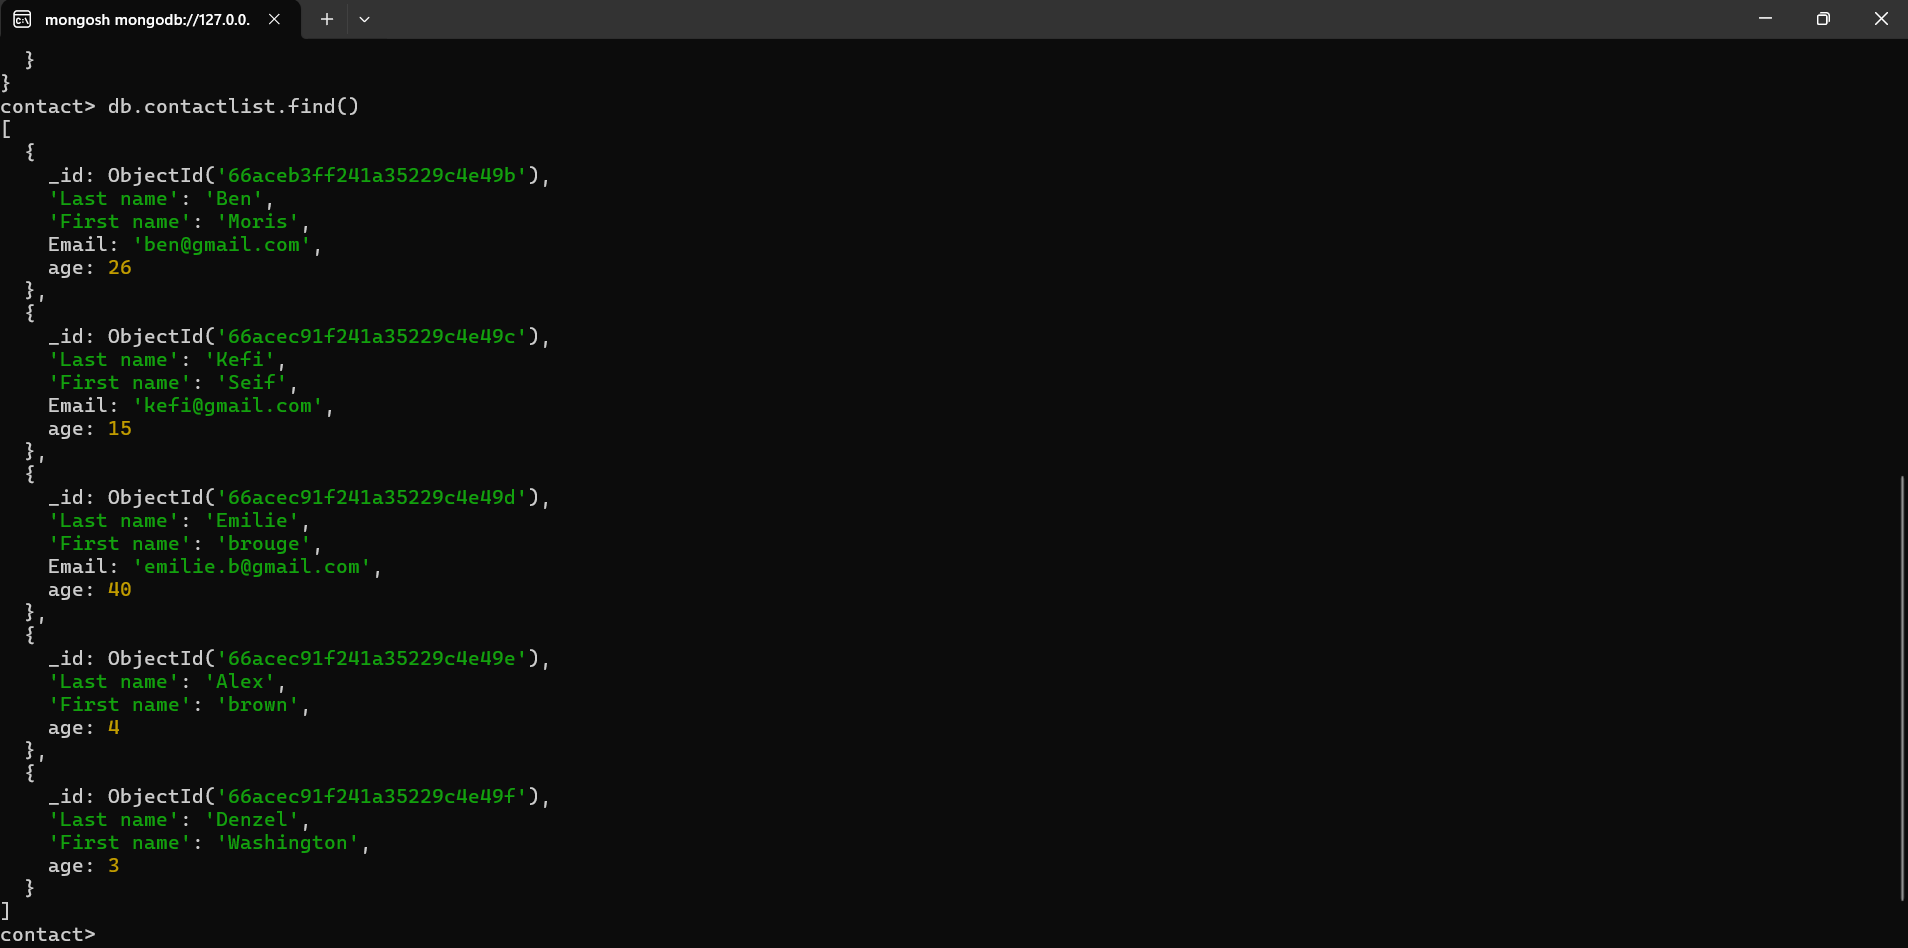 mongosh mongodb://127.0.0.
  }
}
contact> db.contactlist.find()
[
  {
    _id: ObjectId('66aceb3ff241a35229c4e49b'),
    'Last name': 'Ben',
    'First name': 'Moris',
    Email: 'ben@gmail.com',
    age: 26
  },
  {
    _id: ObjectId('66acec91f241a35229c4e49c'),
    'Last name': 'Kefi',
    'First name': 'Seif',
    Email: 'kefi@gmail.com',
    age: 15
  },
  {
    _id: ObjectId('66acec91f241a35229c4e49d'),
    'Last name': 'Emilie',
    'First name': 'brouge',
    Email: 'emilie.b@gmail.com',
    age: 40
  },
  {
    _id: ObjectId('66acec91f241a35229c4e49e'),
    'Last name': 'Alex',
    'First name': 'brown',
    age: 4
  },
  {
    _id: ObjectId('66acec91f241a35229c4e49f'),
    'Last name': 'Denzel',
    'First name': 'Washington',
    age: 3
  }
]
contact>